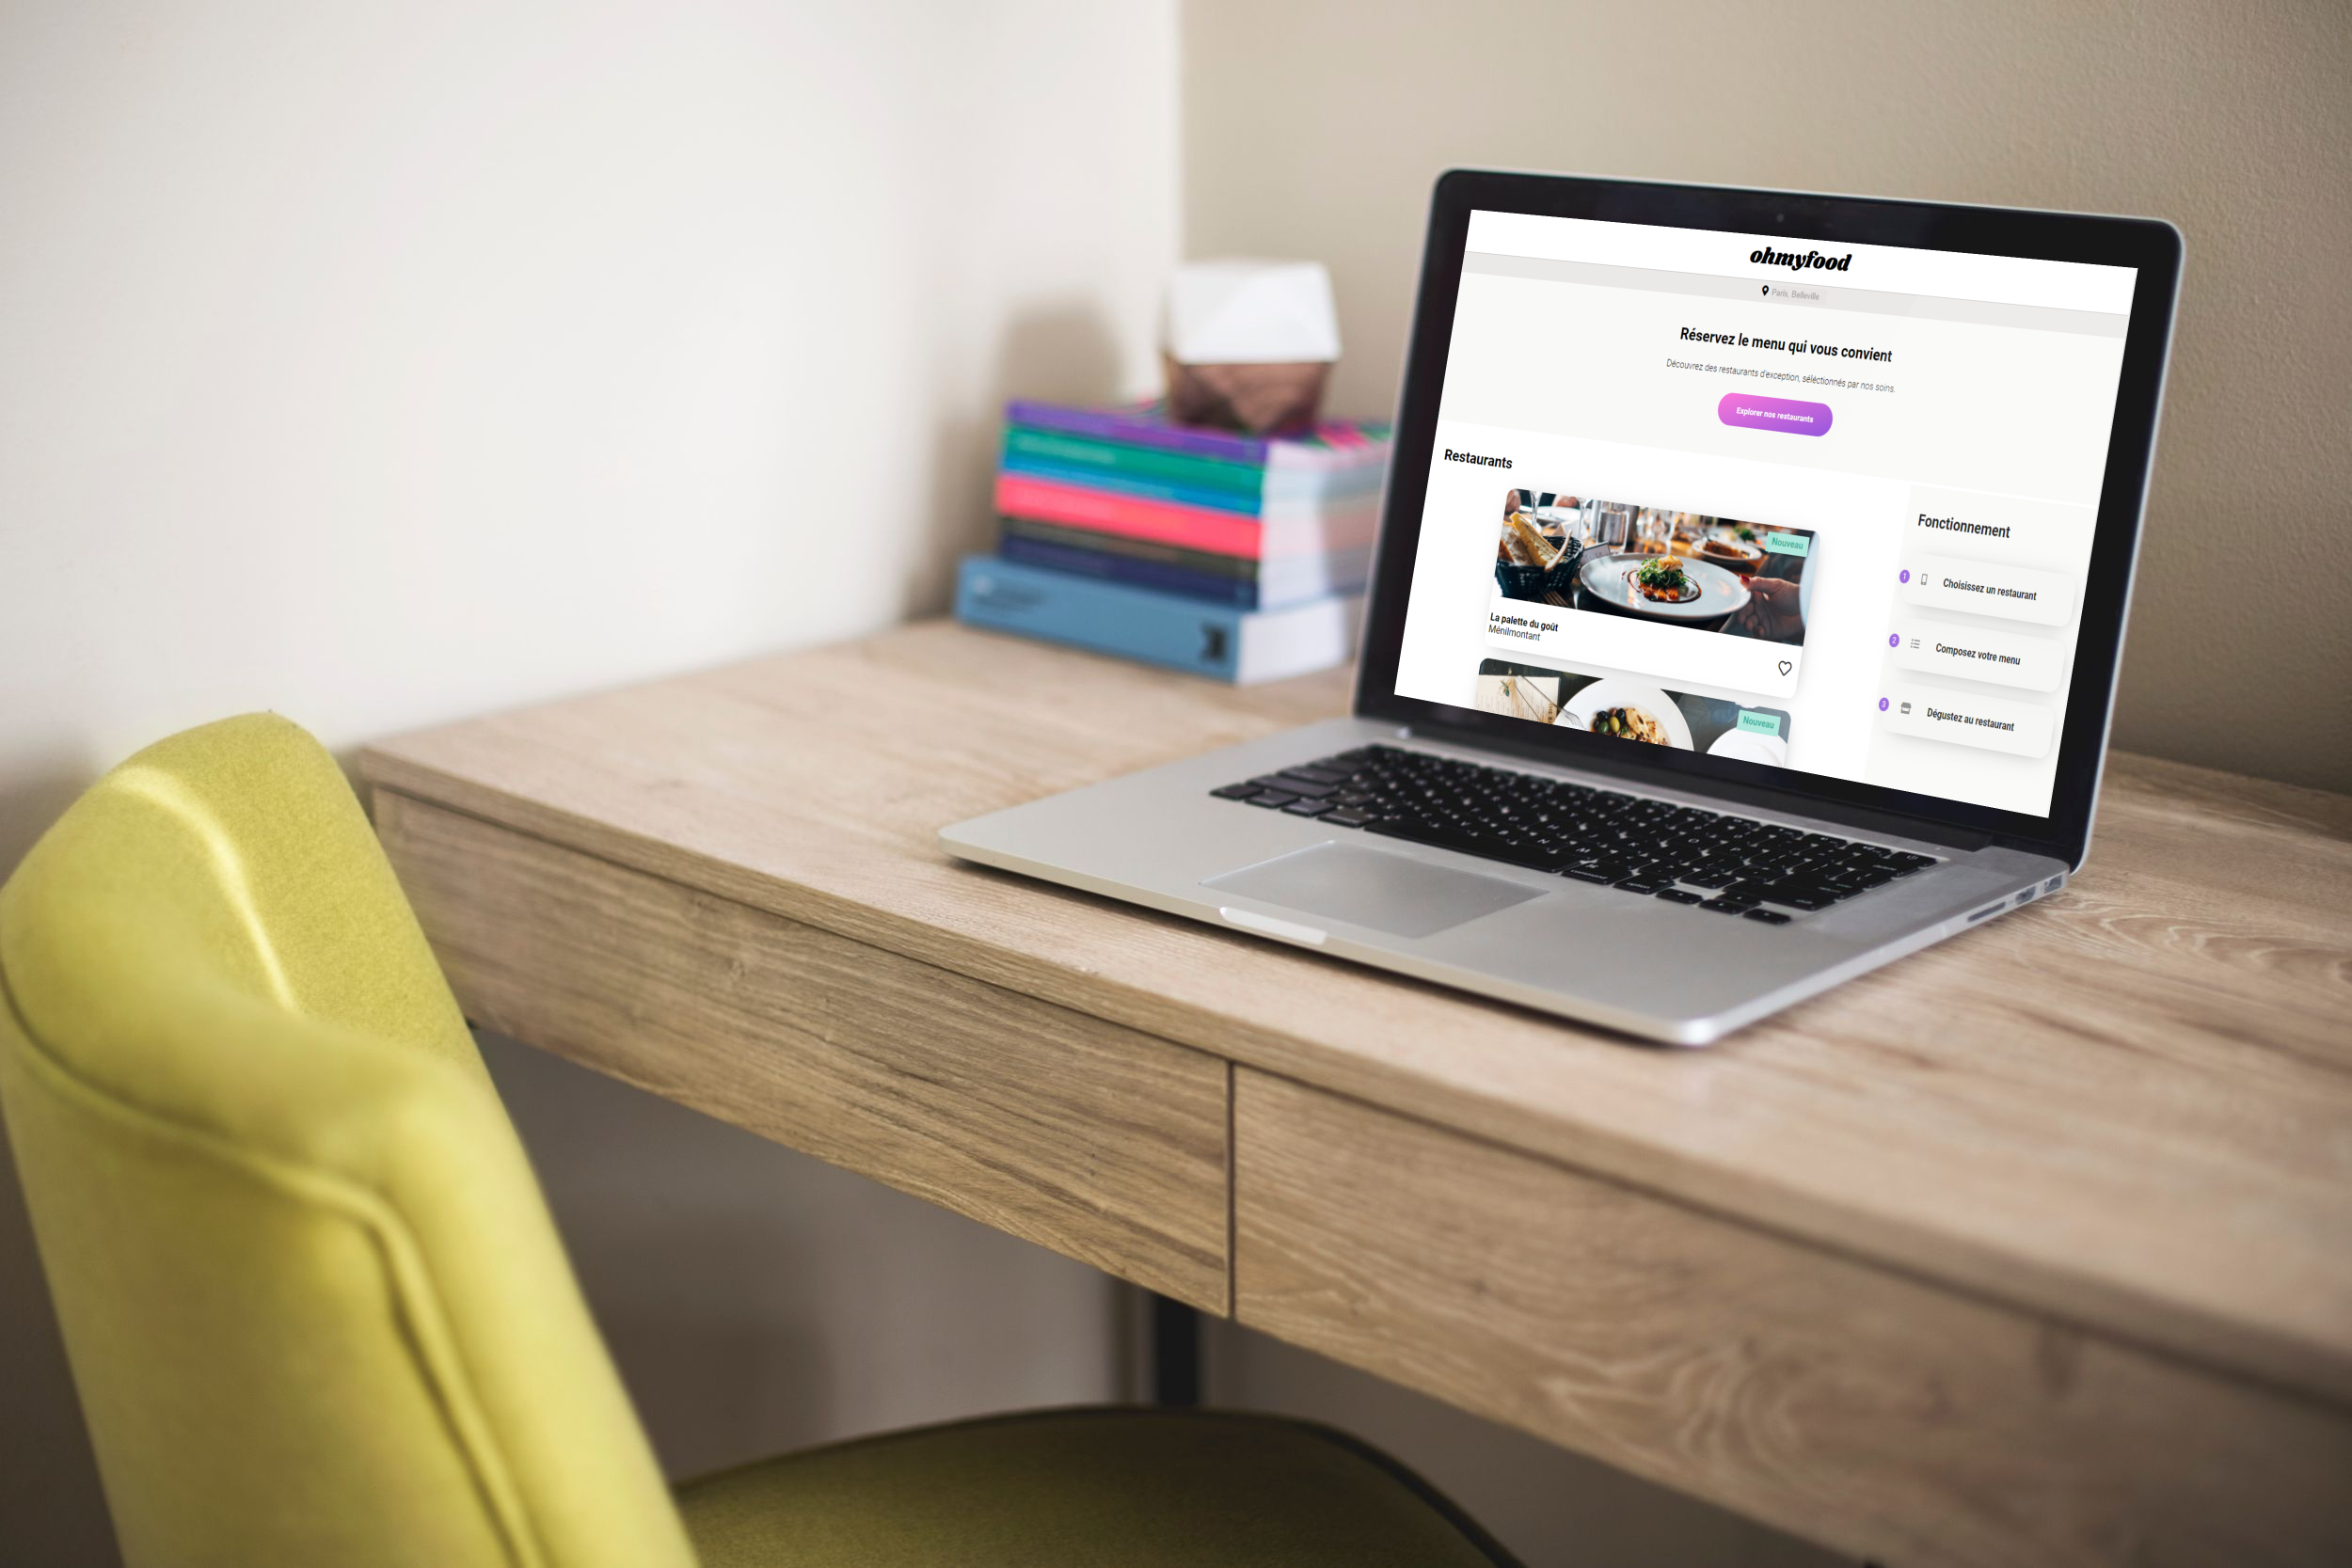 ohmyfood
Paris, Belleville
Réservez le menu qui vous convient
Découvrez des restaurants d'exception, séléctionnés par nos soins.
Explorer nos restaurants
Restaurants
Nouveau
La palette du goût
Ménilmontant
Nouveau
Fonctionnement
1 Choisissez un restaurant
2 Composez votre menu
3 Dégustez au restaurant